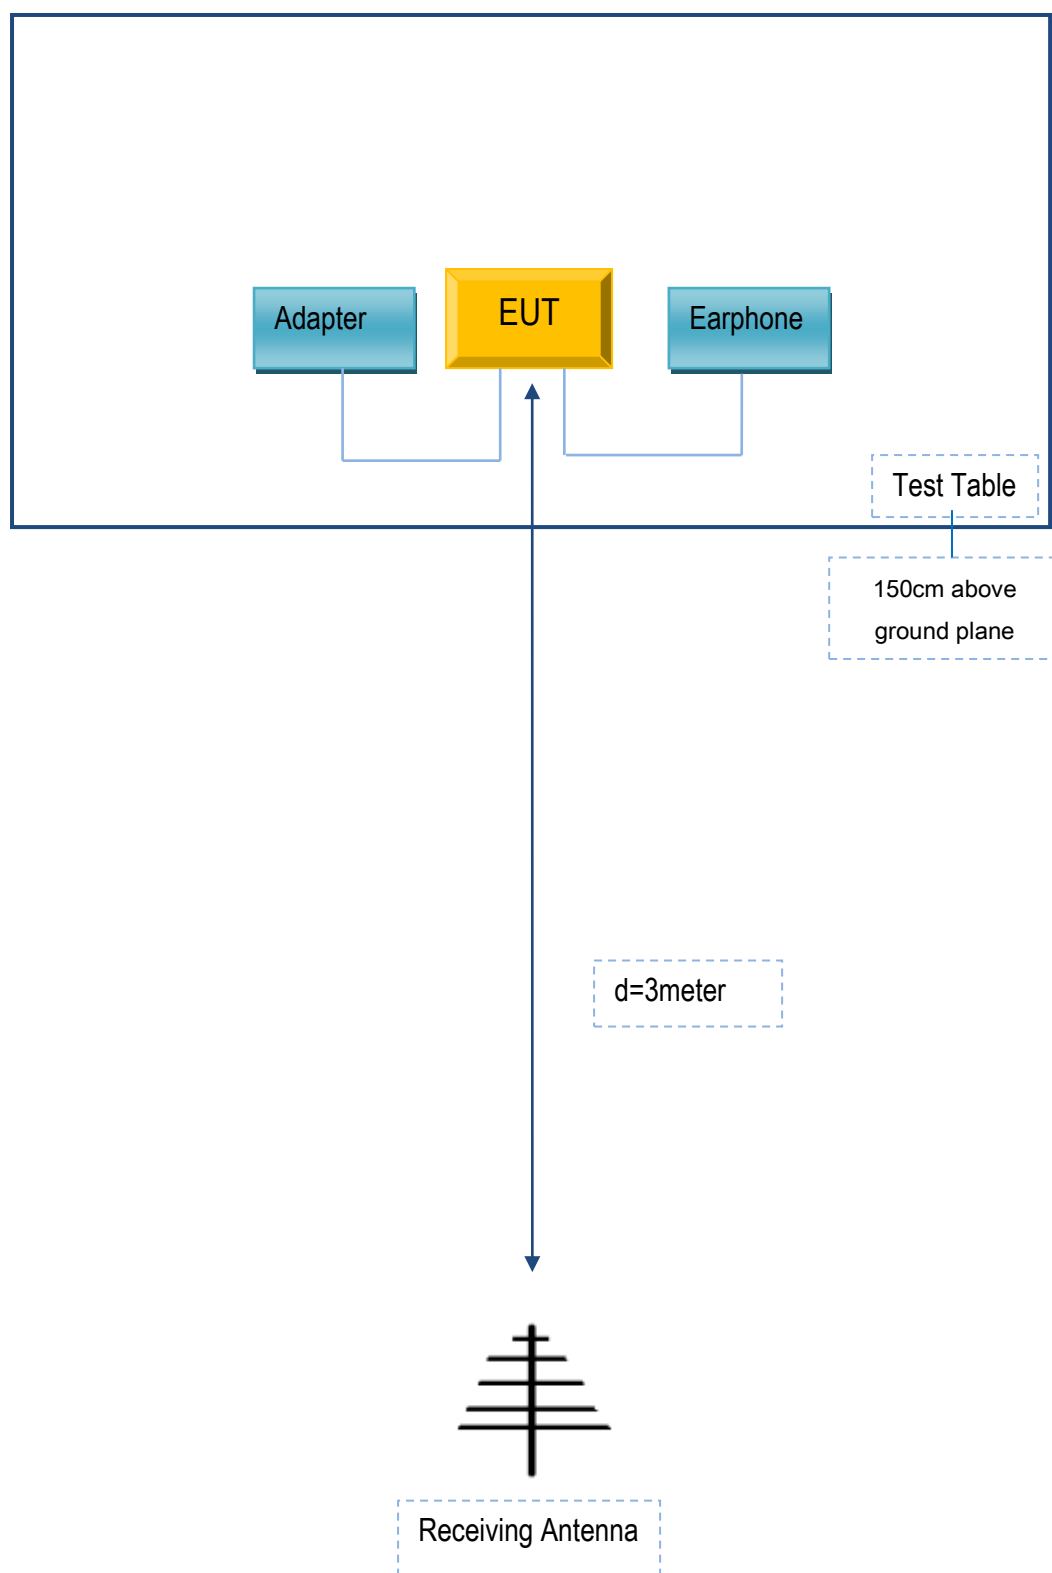 Adapter
EUT
Earphone
Test Table
150cm above
ground plane
d=3meter
Receiving Antenna